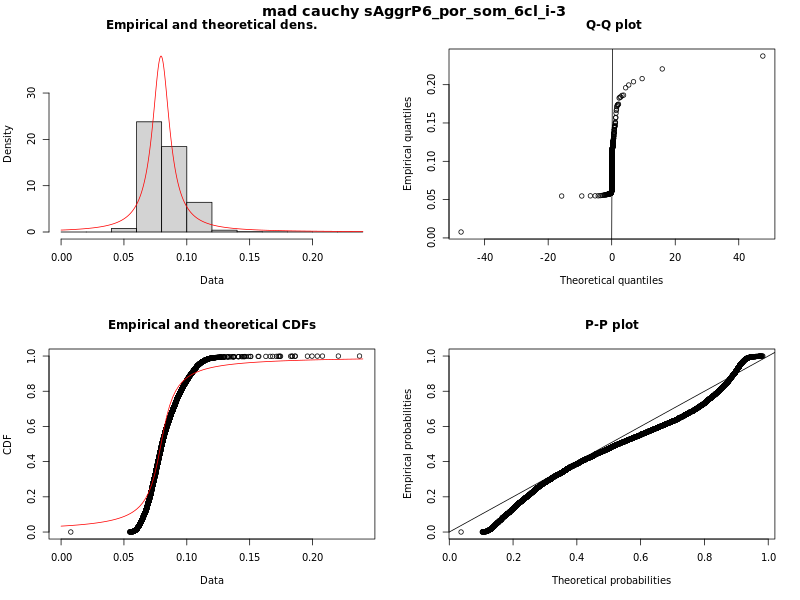 mad cauchy sAggrP6_por_som_6cl_i-3
Empirical and theoretical dens.
Density
0 10 20 30
0.00 0.05 0.10 0.15 0.20
Data
Q-Q plot
Empirical quantiles
0.00 0.05 0.10 0.15 0.20
-40 -20 0 20 40
Theoretical quantiles
Empirical and theoretical CDFs
CDF
0.0 0.2 0.4 0.6 0.8 1.0
0.00 0.05 0.10 0.15 0.20
Data
P-P plot
Empirical probabilities
0.0 0.2 0.4 0.6 0.8 1.0
0.0 0.2 0.4 0.6 0.8 1.0
Theoretical probabilities